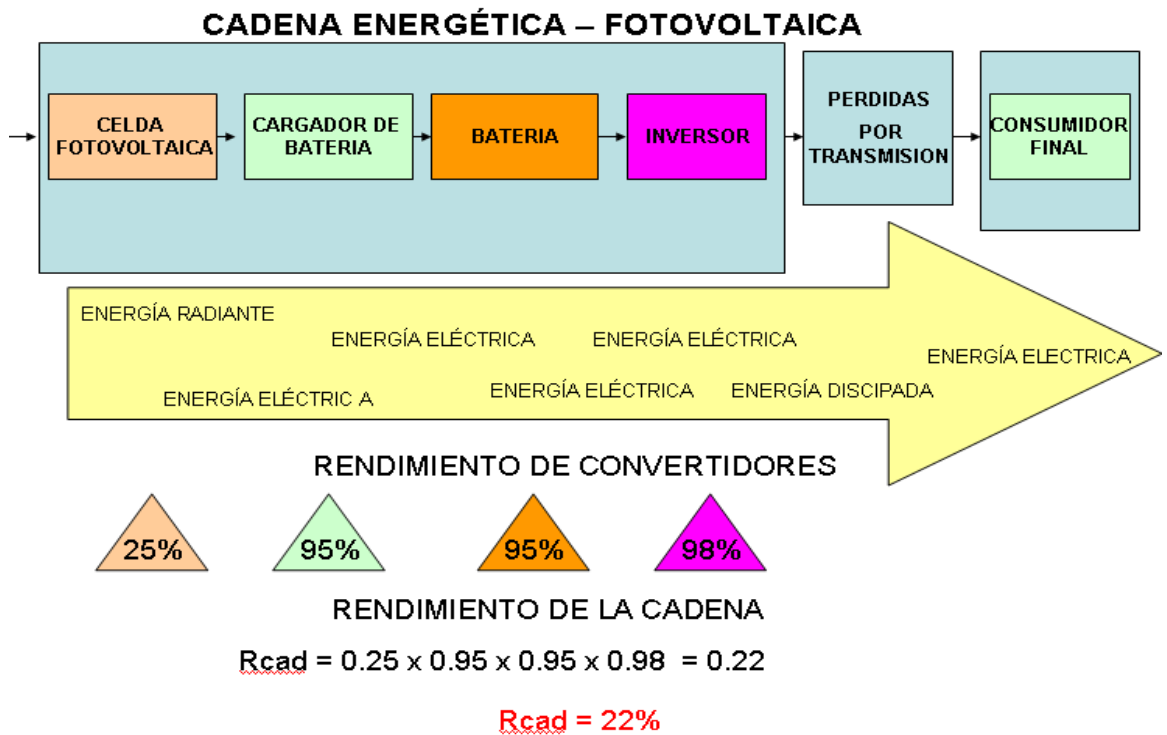 CADENA ENERGÉTICA – FOTOVOLTAICA
CELDA
FOTOVOLTAICA
CARGADOR DE
BATERIA
BATERIA
INVERSOR
PERDIDAS
POR
TRANSMISION
CONSUMIDOR
FINAL
ENERGÍA RADIANTE
ENERGÍA ELÉCTRICA
ENERGÍA ELÉCTRICA
ENERGÍA ELECTRICA
ENERGÍA ELÉCTRIC A
ENERGÍA ELÉCTRICA
ENERGÍA DISCIPADA
RENDIMIENTO DE CONVERTIDORES
25%
95%
95%
98%
RENDIMIENTO DE LA CADENA
Rcad = 0.25 x 0.95 x 0.95 x 0.98 = 0.22
Rcad = 22%